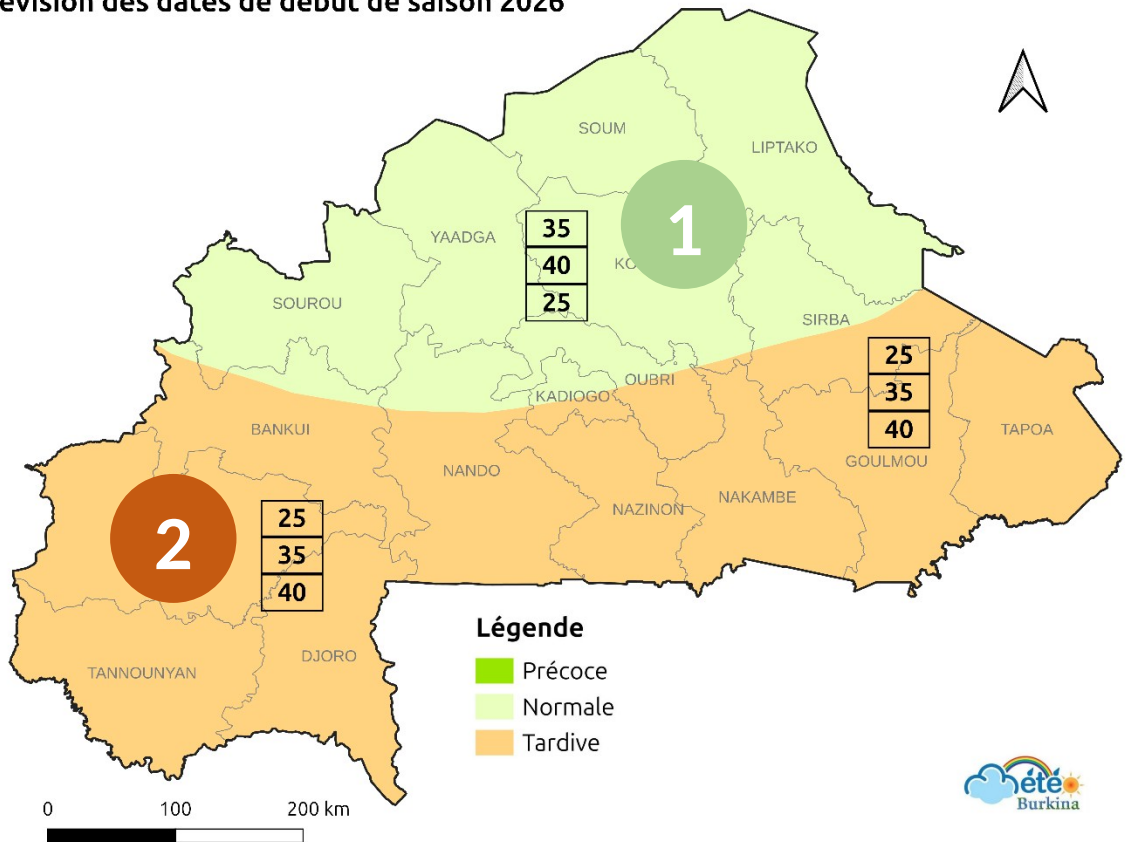 évision des dates de début de saison 2026
SOUM
LIPTAKO
1
35
YAADGA
40
KO
25
SOUROU
SIRBA
25
OUBRI
35
KADIOGO
40
BANKUI
TAPOA
GOULMOU
NANDO
NAKAMBE
NAZINON
2
25
35
40
Légende
DJORO
Précoce
TANNOUNYAN
Normale
Tardive
été
Burkina
0 100 200 km